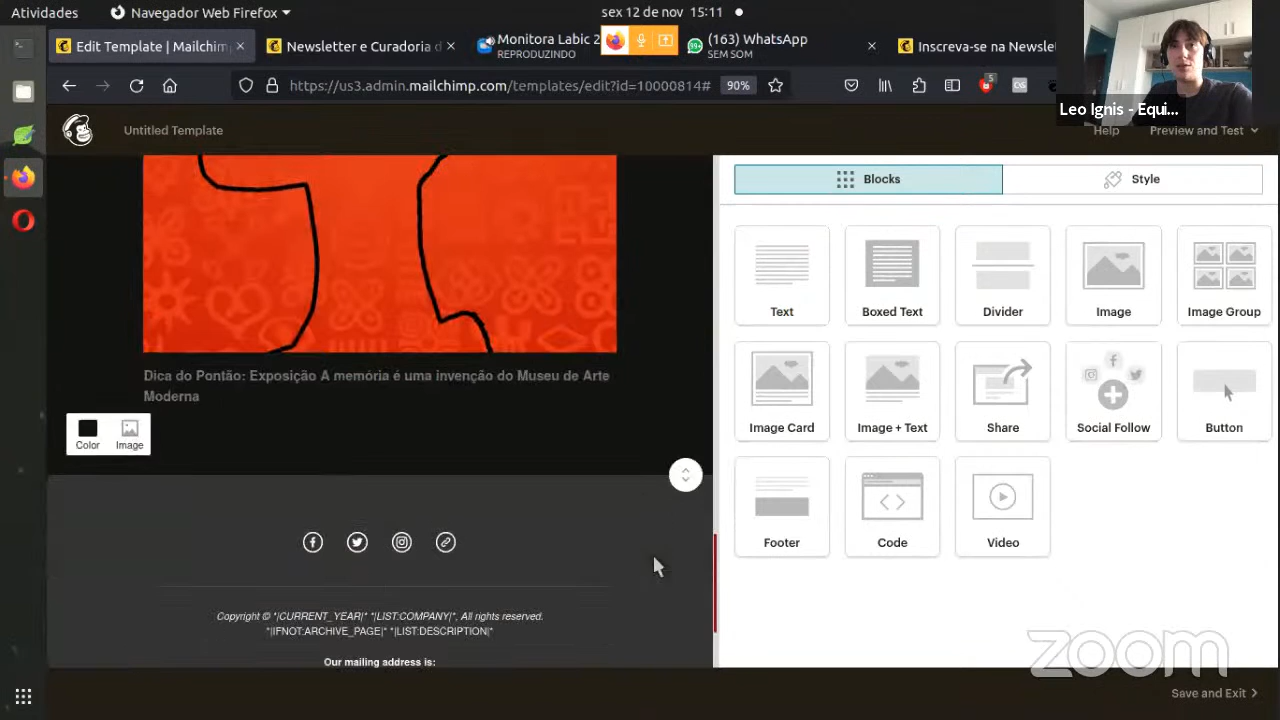 Atividades
Navegador Web Firefox
sex 12 de nov 15:11
Edit Template | Mailchim
Newsletter e Curadoria d
Monitora Labic 2
REPRODUZINDO
(163) WhatsApp
SEM SOM
99+
Inscreva-se na Newsle
https://us3.admin.mailchimp.com/templates/edit?id=10000814#
90%
5
Leo Ignis - Equi...
Untitled Template
Help
Preview and Test
Blocks
Style
Text
Boxed Text
Divider
Image
Image Group
Dica do Pontão: Exposição A memória é uma invenção do Museu de Arte
Moderna
Color
Image
Image Card
Image + Text
Share
Social Follow
Button
Footer
Code
Video
Copyright © *|CURRENT_YEAR|* *|LIST:COMPANY|*, All rights reserved.
*|IFNOT:ARCHIVE_PAGE|* *|LIST:DESCRIPTION|*
Our mailing address is:
zoom
Save and Exit